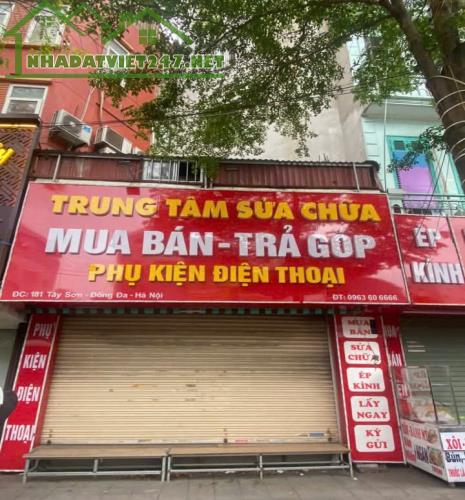 NHADATVIET247.NET
TRUNG TÂM SỬA CHỮA
MUA BÁN - TRẢ GÓP
PHỤ KIỆN ĐIỆN THOẠI
ĐC: 181 Tây Sơn - Đống Đa - Hà Nội
ĐT: 0963 60 6666
ÉP
KÍNH
PHỤ
KIỆN
ĐIỆN
THOẠI
MUA
BÁN
SỬA
CHỮA
ÉP
KÍNH
LẤY
NGAY
KÝ
GỬI
XÔI